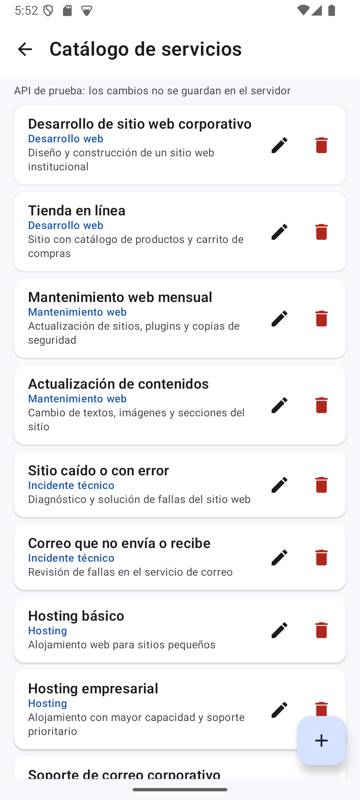 5:52
Catálogo de servicios
API de prueba: los cambios no se guardan en el servidor
Desarrollo de sitio web corporativo
Desarrollo web
Diseño y construcción de un sitio web
institucional
Tienda en línea
Desarrollo web
Sitio con catálogo de productos y carrito de
compras
Mantenimiento web mensual
Mantenimiento web
Actualización de sitios, plugins y copias de
seguridad
Actualización de contenidos
Mantenimiento web
Cambio de textos, imágenes y secciones del
sitio
Sitio caído o con error
Incidente técnico
Diagnóstico y solución de fallas del sitio web
Correo que no envía o recibe
Incidente técnico
Revisión de fallas en el servicio de correo
Hosting básico
Hosting
Alojamiento web para sitios pequeños
Hosting empresarial
Hosting
Alojamiento con mayor capacidad y soporte
prioritario
Soporte de correo corporativo